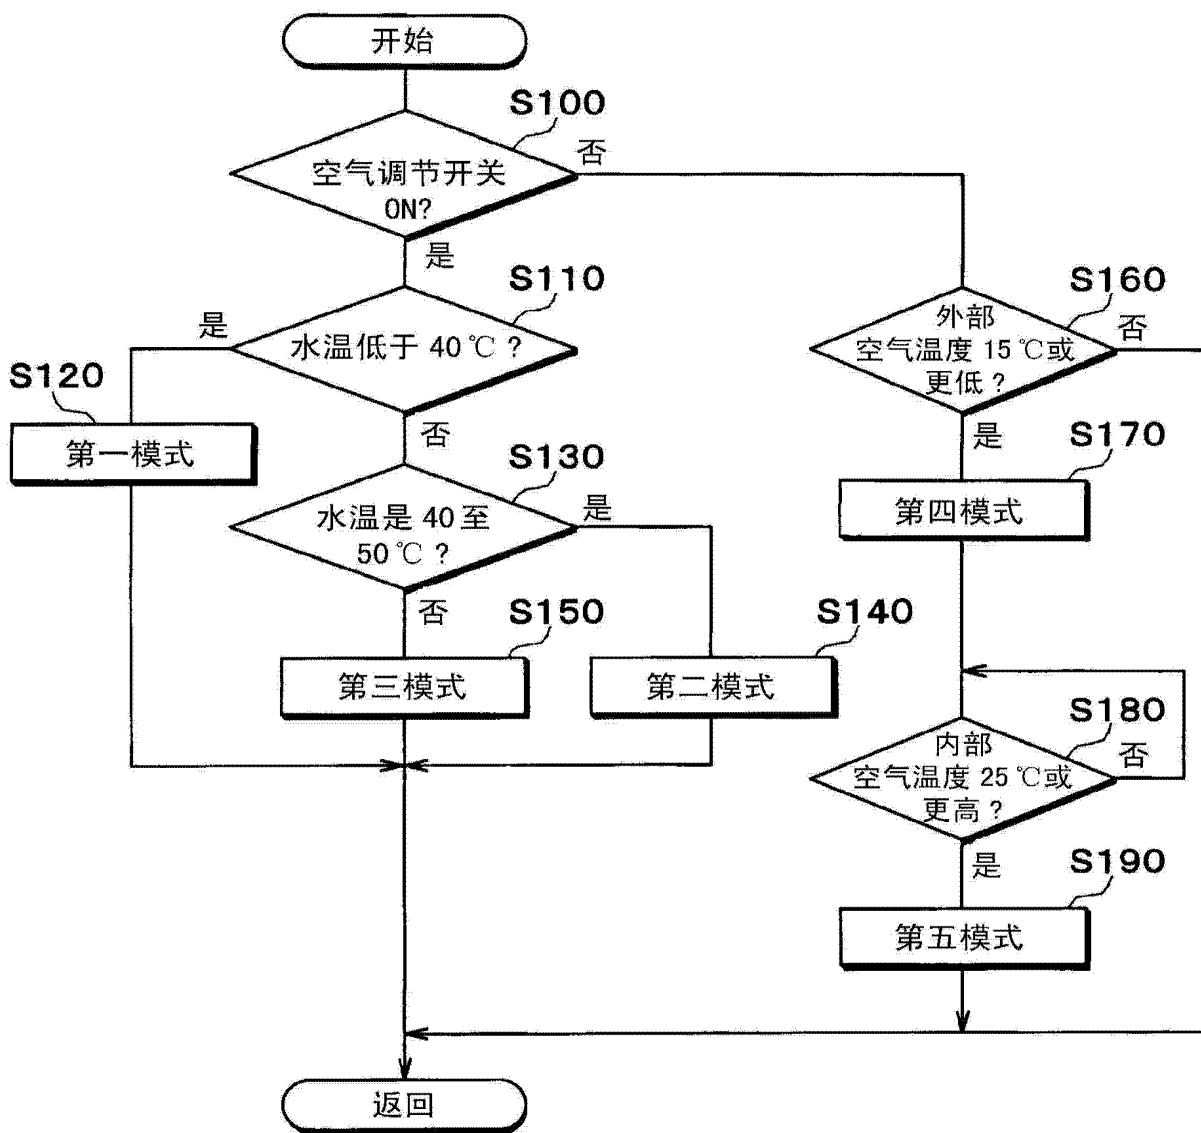 开始
S100
空气调节开关
ON?
否
是
S110
水温低于 40℃ ?
是
否
S120
第一模式
S130
水温是 40 至
50℃ ?
是
否
S150
第三模式
S140
第二模式
S160
外部
空气温度 15℃或
更低 ?
否
是
S170
第四模式
S180
内部
空气温度 25℃或
更高 ?
否
是
S190
第五模式
返回